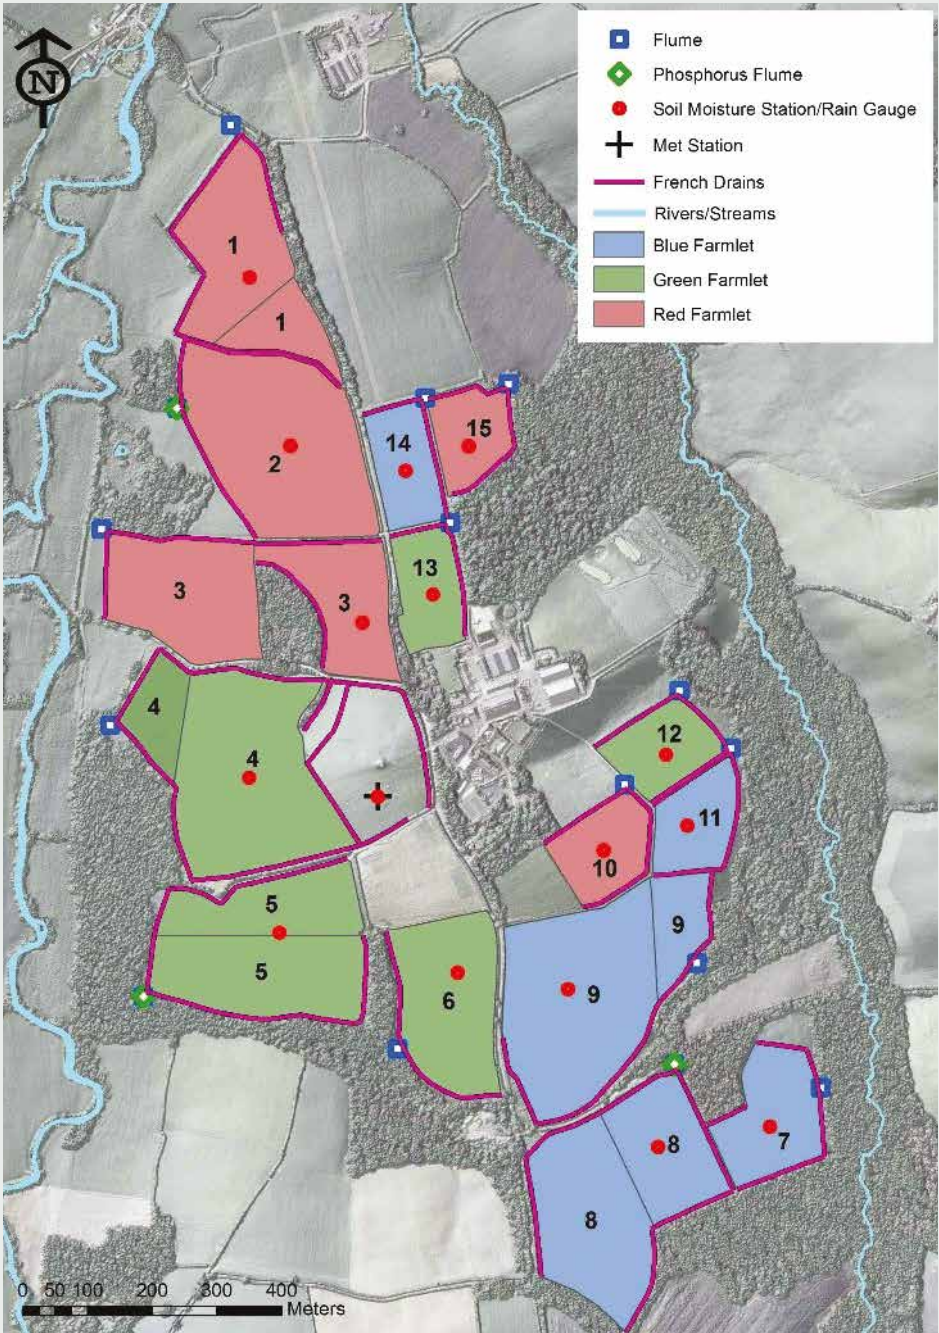 N
Flume
Phosphorus Flume
Soil Moisture Station/Rain Gauge
Met Station
French Drains
Rivers/Streams
Blue Farmlet
Green Farmlet
Red Farmlet
1
1
14
15
2
13
3
3
4
12
4
11
10
5
9
5
6
9
8
7
8
0 50 100 200 300 400
Meters